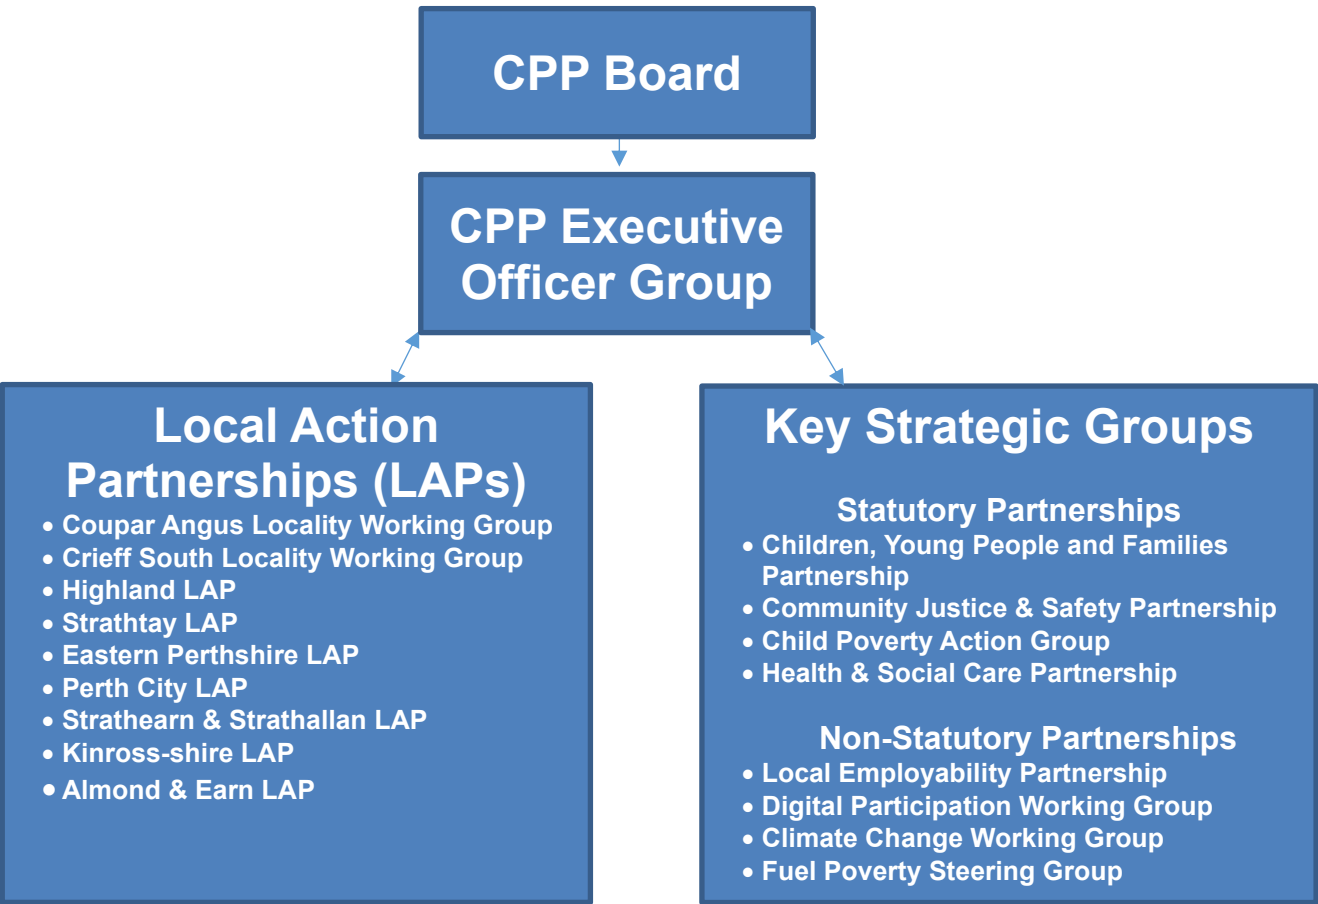 CPP Board
CPP Executive
Officer Group
Local Action
Partnerships (LAPs)
• Coupar Angus Locality Working Group
• Crieff South Locality Working Group
• Highland LAP
• Strathtay LAP
• Eastern Perthshire LAP
• Perth City LAP
• Strathearn & Strathallan LAP
• Kinross-shire LAP
• Almond & Earn LAP
Key Strategic Groups
Statutory Partnerships
• Children, Young People and Families
Partnership
• Community Justice & Safety Partnership
• Child Poverty Action Group
• Health & Social Care Partnership
Non-Statutory Partnerships
• Local Employability Partnership
• Digital Participation Working Group
• Climate Change Working Group
• Fuel Poverty Steering Group